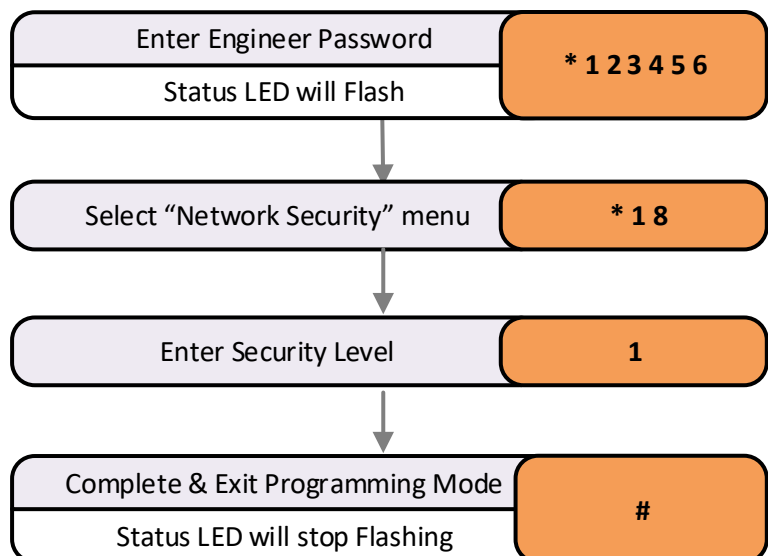 Enter Engineer Password
* 1 2 3 4 5 6
Status LED will Flash
Select “Network Security” menu
* 1 8
Enter Security Level
1
Complete & Exit Programming Mode
#
Status LED will stop Flashing